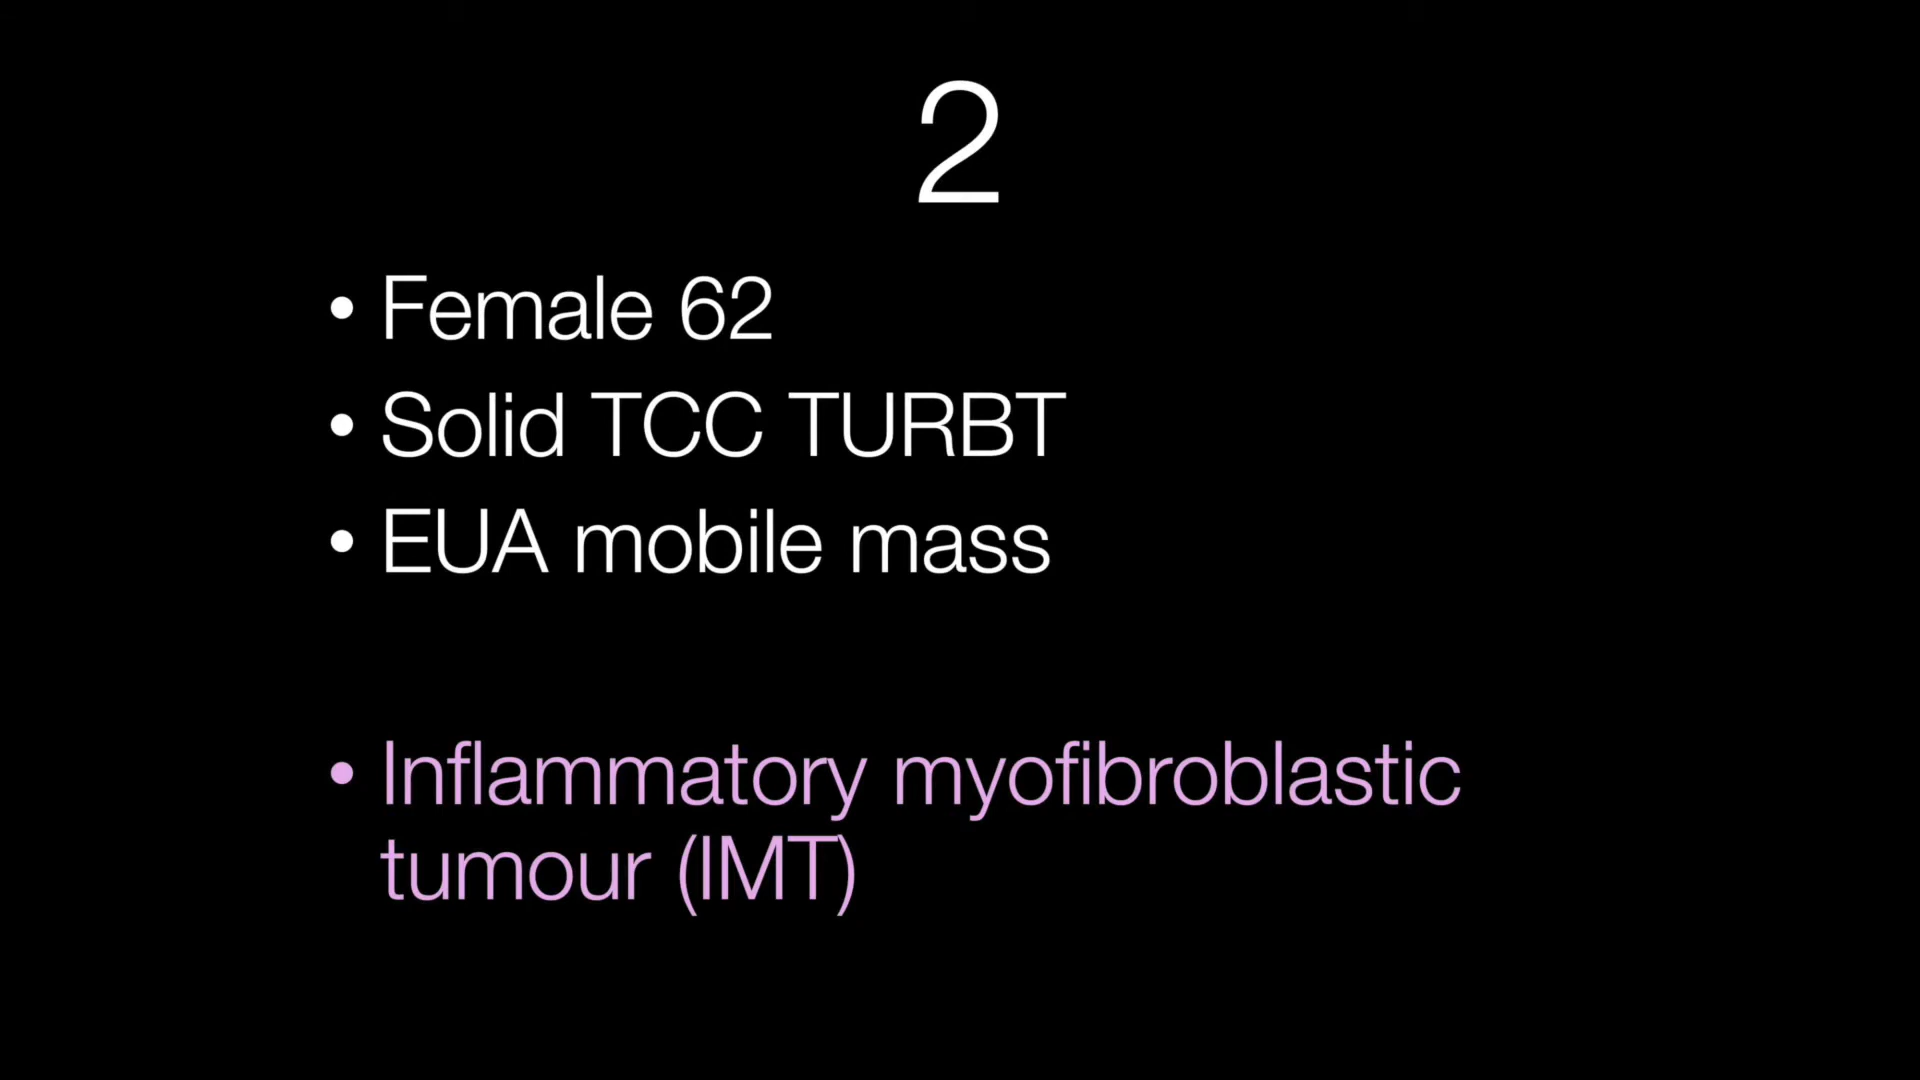 2
• Female 62
• Solid TCC TURBT
• EUA mobile mass
• Inflammatory myofibroblastic
tumour (IMT)